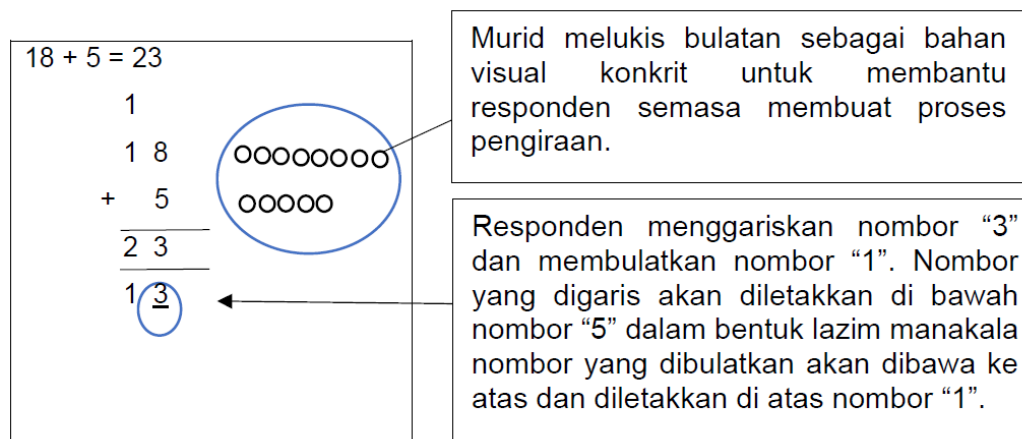 18 + 5 = 23
1
1 8
+ 5
2 3
1 3
Murid melukis bulatan sebagai bahan
visual konkrit untuk membantu
responden semasa membuat proses
pengiraan.
Responden menggariskan nombor “3”
dan membulatkan nombor “1”. Nombor
yang digaris akan diletakkan di bawah
nombor “5” dalam bentuk lazim manakala
nombor yang dibulatkan akan dibawa ke
atas dan diletakkan di atas nombor “1”.